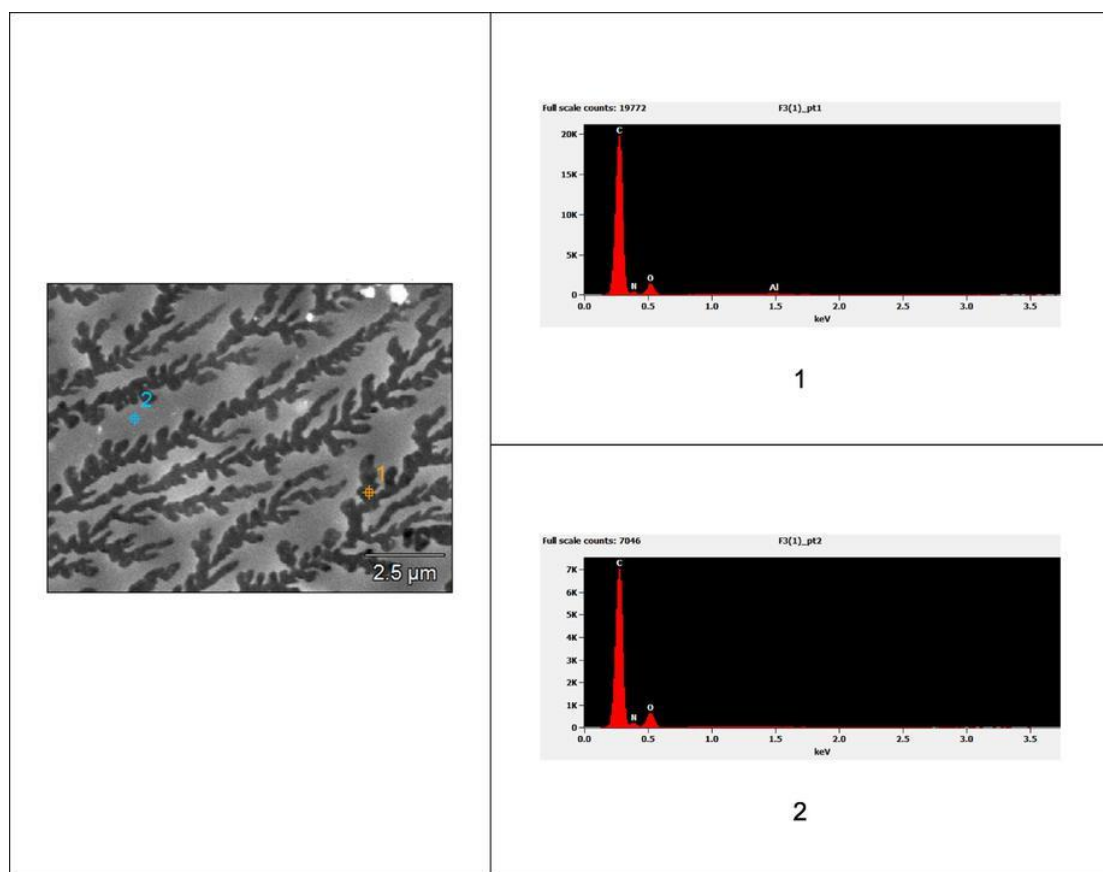 2
1
2.5 µm
Full scale counts: 19772 F3(1)_pt1
20K
15K
10K
5K
0
C
N
O
Al
0.0 0.5 1.0 1.5 2.0 2.5 3.0 3.5
keV
1
Full scale counts: 7046 F3(1)_pt2
7K
6K
5K
4K
3K
2K
1K
0
C
N
O
0.0 0.5 1.0 1.5 2.0 2.5 3.0 3.5
keV
2